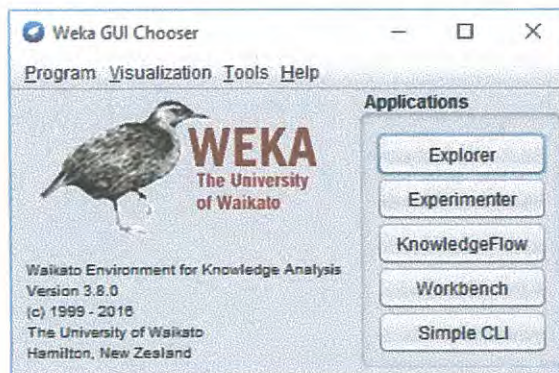 Weka GUI Chooser
Program Visualization Tools Help
WEKA
The University
of Waikato
Waikato Environment for Knowledge Analysis
Version 3.8.0
(c) 1999 - 2016
The University of Waikato
Hamilton, New Zealand
Applications
Explorer
Experimenter
KnowledgeFlow
Workbench
Simple CLI